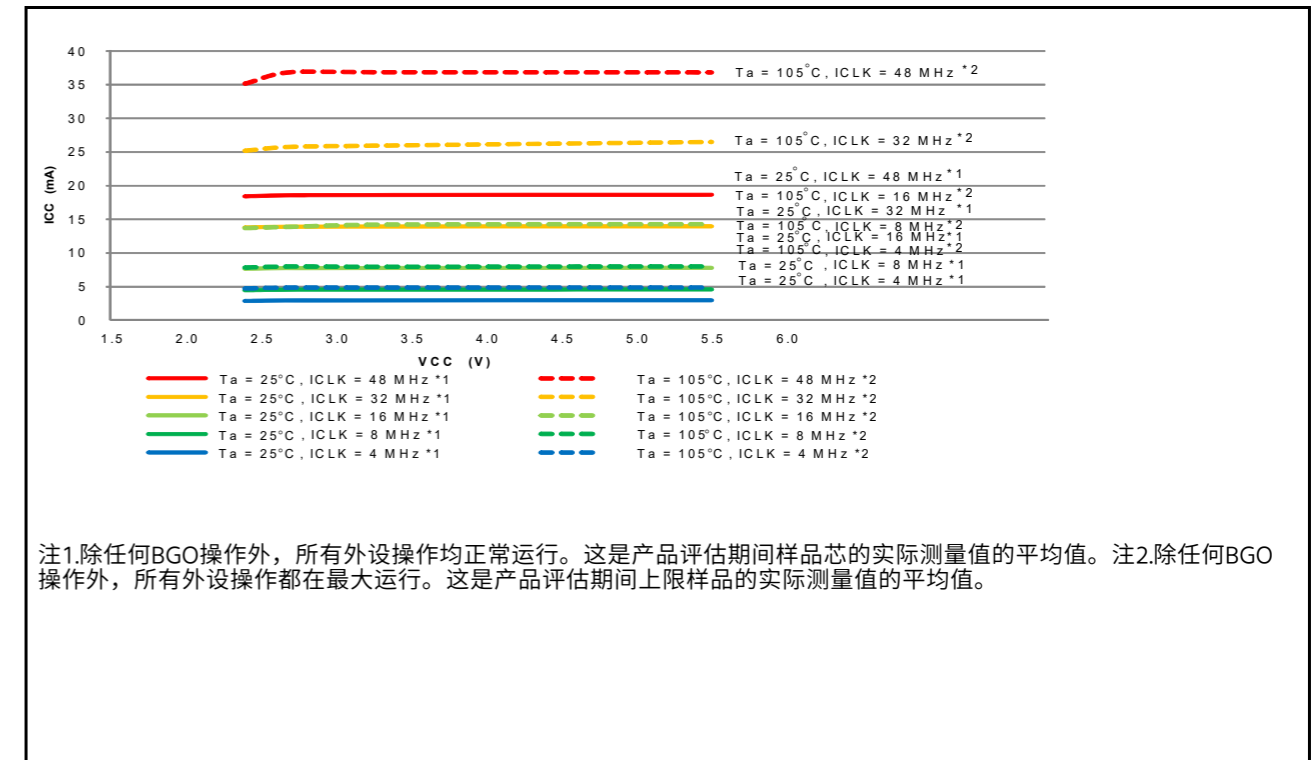 40
35
30
25
20
15
10
5
0
ICC (mA)
Ta = 105°C, ICLK = 48 MHz *2
Ta = 105°C, ICLK = 32 MHz *2
Ta = 25°C, ICLK = 48 MHz *1
Ta = 105°C, ICLK = 16 MHz *2
Ta = 25°C, ICLK = 32 MHz *1
Ta = 105°C, ICLK = 8 MHz *2
Ta = 25°C, ICLK = 16 MHz*1
Ta = 105°C, ICLK = 4 MHz *2
Ta = 25°C, ICLK = 8 MHz *1
Ta = 25°C, ICLK = 4 MHz *1
1.5 2.0 2.5 3.0 3.5 4.0 4.5 5.0 5.5 6.0
VCC (V)
Ta = 25°C, ICLK = 48 MHz *1 Ta = 105°C, ICLK = 48 MHz *2
Ta = 25°C, ICLK = 32 MHz *1 Ta = 105°C, ICLK = 32 MHz *2
Ta = 25°C, ICLK = 16 MHz *1 Ta = 105°C, ICLK = 16 MHz *2
Ta = 25°C, ICLK = 8 MHz *1 Ta = 105°C, ICLK = 8 MHz *2
Ta = 25°C, ICLK = 4 MHz *1 Ta = 105°C, ICLK = 4 MHz *2
注1.除任何BGO操作外，所有外设操作均正常运行。这是产品评估期间样品芯的实际测量值的平均值。注2.除任何BGO
操作外，所有外设操作都在最大运行。这是产品评估期间上限样品的实际测量值的平均值。